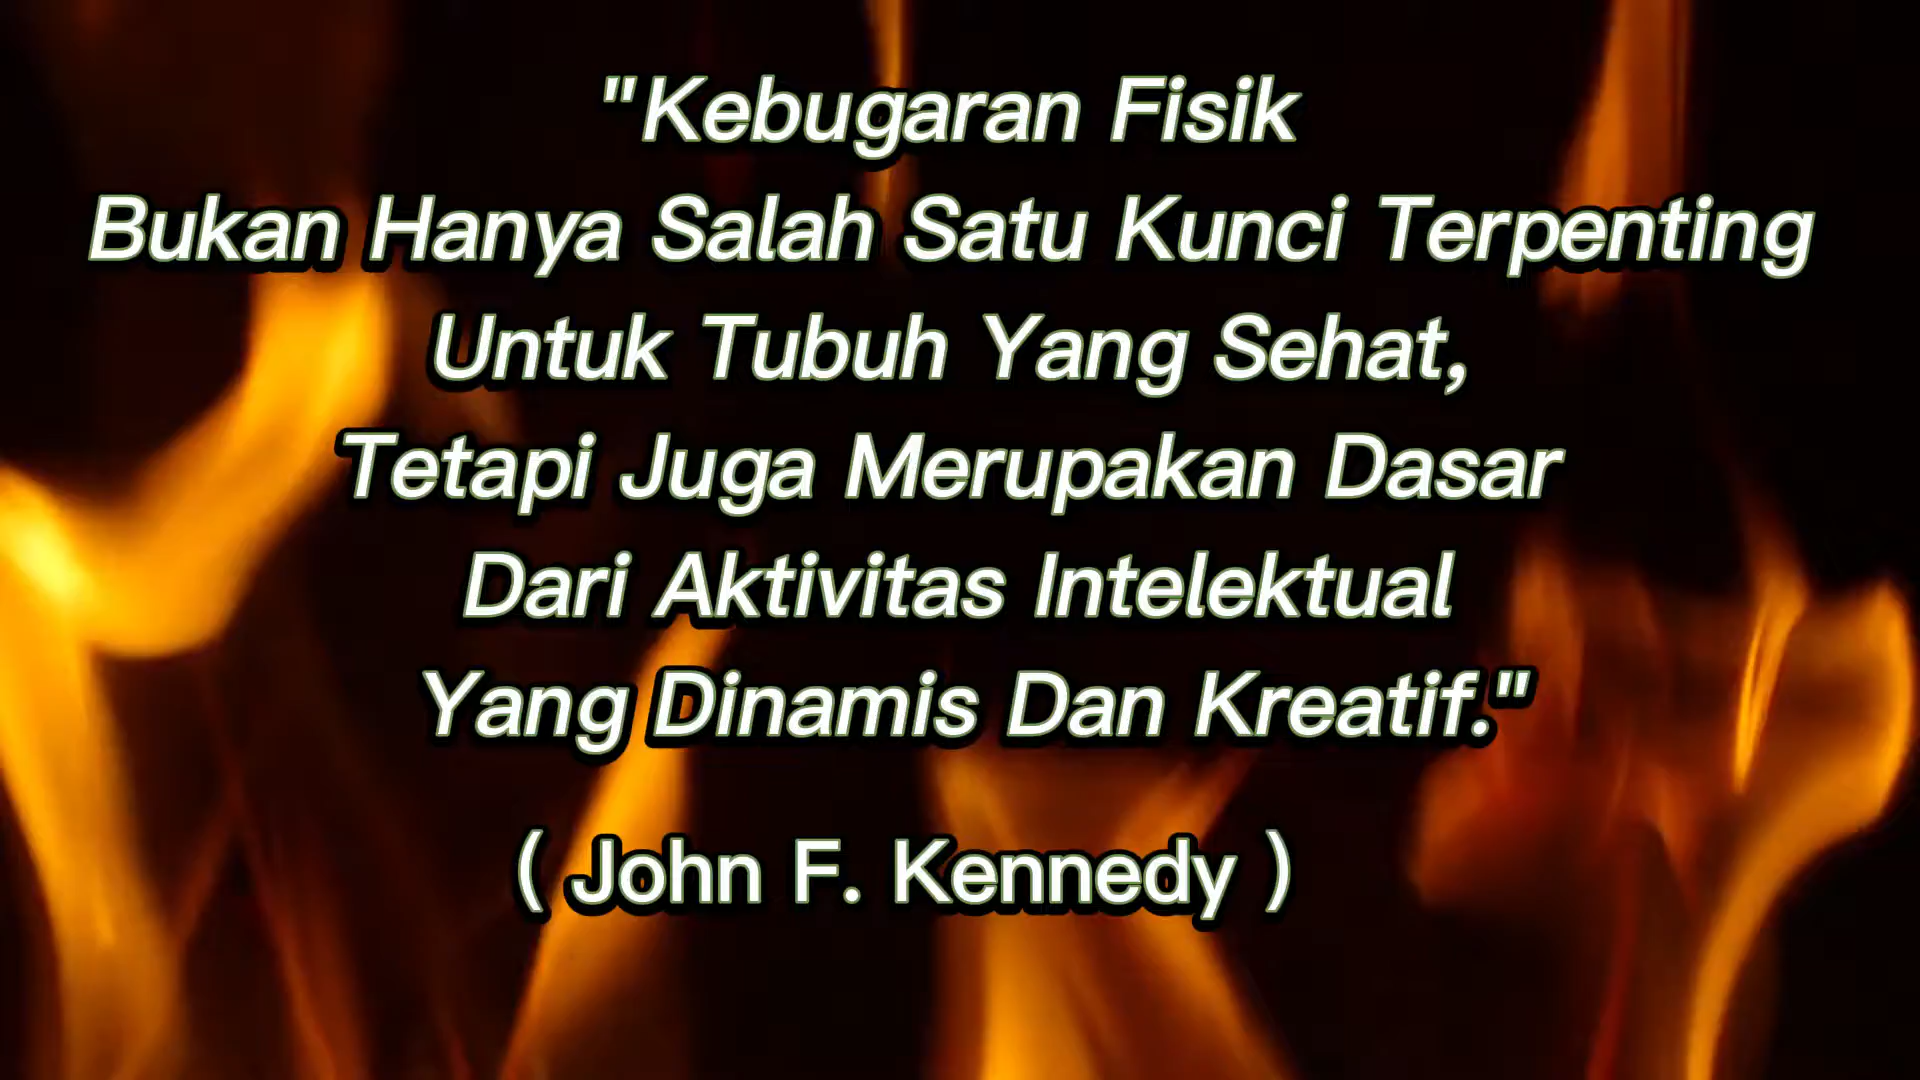 "Kebugaran Fisik
Bukan Hanya Salah Satu Kunci Terpenting
Untuk Tubuh Yang Sehat,
Tetapi Juga Merupakan Dasar
Dari Aktivitas Intelektual
Yang Dinamis Dan Kreatif."
( John F. Kennedy )